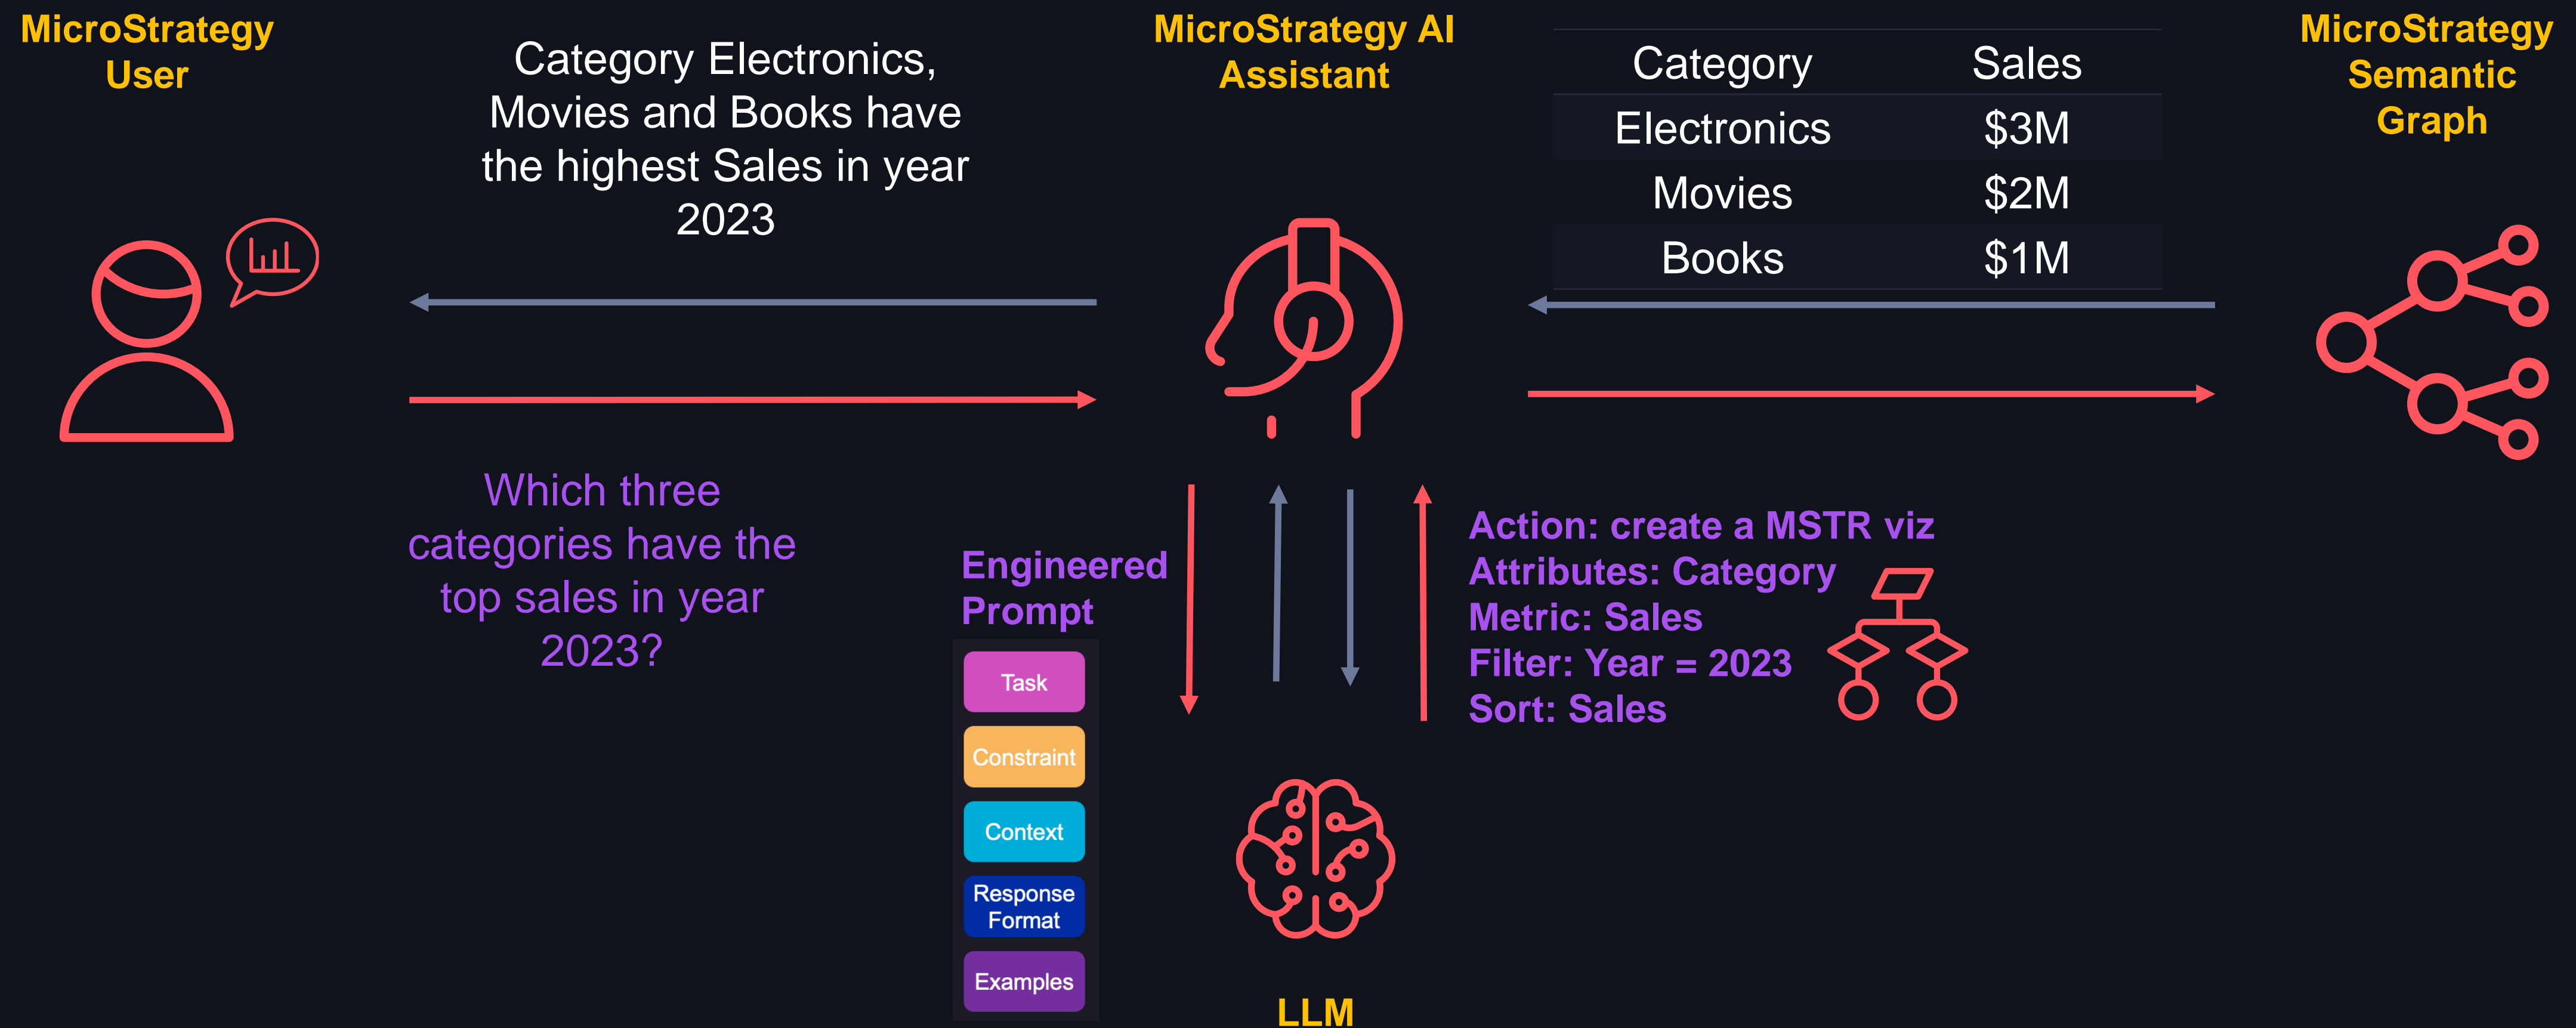 MicroStrategy
User
Category Electronics,
Movies and Books have
the highest Sales in year
2023
MicroStrategy AI
Assistant
Category Sales
Electronics $3M
Movies $2M
Books $1M
MicroStrategy
Semantic
Graph
Which three
categories have the
top sales in year
2023?
Engineered
Prompt
Task
Constraint
Context
Response
Format
Examples
Action: create a MSTR viz
Attributes: Category
Metric: Sales
Filter: Year = 2023
Sort: Sales
LLM